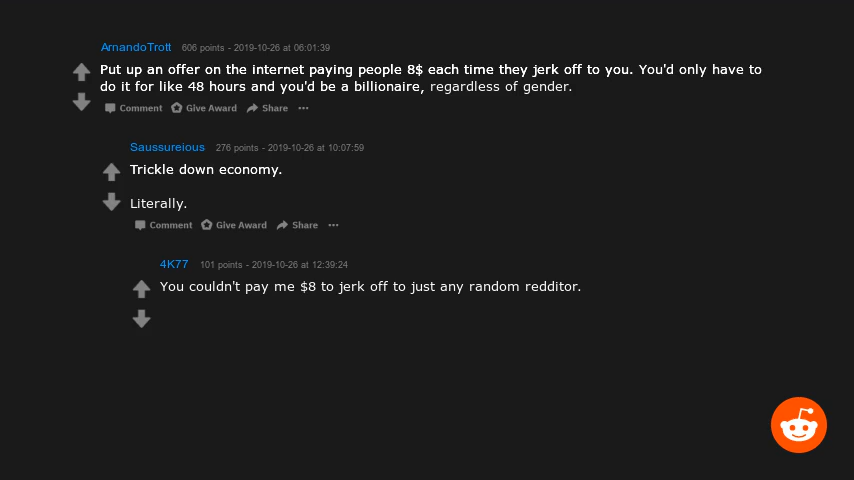 ArnandoTrott 606 points - 2019-10-26 at 06:01:39
Put up an offer on the internet paying people 8$ each time they jerk off to you. You'd only have to
do it for like 48 hours and you'd be a billionaire, regardless of gender.
Comment Give Award Share ...
Saussureious 276 points - 2019-10-26 at 10:07:59
Trickle down economy.
Literally.
Comment Give Award Share ...
4K77 101 points - 2019-10-26 at 12:39:24
You couldn't pay me $8 to jerk off to just any random redditor.